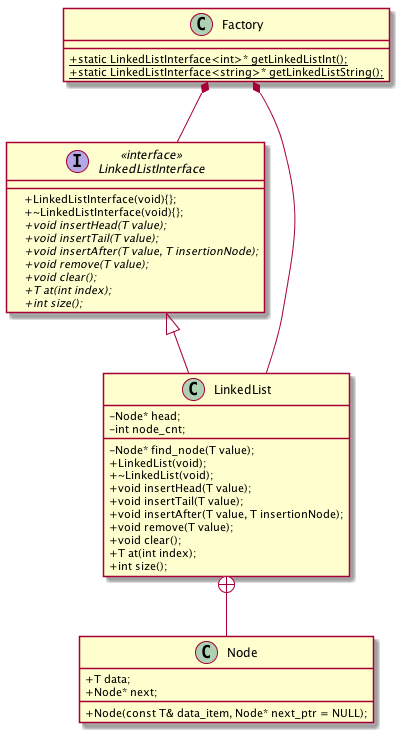 C Factory
+static LinkedListInterface<int>* getLinkedListInt();
+static LinkedListInterface<string>* getLinkedListString();
«interface»
I LinkedListInterface
+LinkedListInterface(void){};
+~LinkedListInterface(void){};
+void insertHead(T value);
+void insertTail(T value);
+void insertAfter(T value, T insertionNode);
+void remove(T value);
+void clear();
+T at(int index);
+int size();
C LinkedList
-Node* head;
-int node_cnt;
-Node* find_node(T value);
+LinkedList(void);
+~LinkedList(void);
+void insertHead(T value);
+void insertTail(T value);
+void insertAfter(T value, T insertionNode);
+void remove(T value);
+void clear();
+T at(int index);
+int size();
C Node
+T data;
+Node* next;
+Node(const T& data_item, Node* next_ptr = NULL);